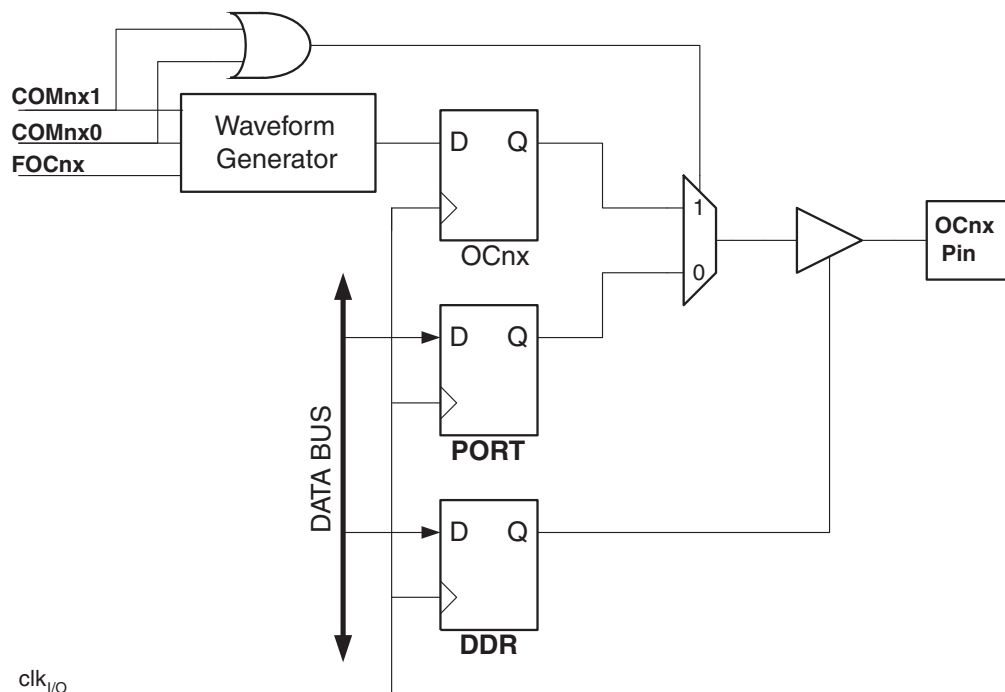 COMnx1
COMnx0
FOCnx
Waveform
Generator
D Q
OCnx
1
0
OCnx
Pin
D Q
PORT
DATA BUS
D Q
DDR
clkI/O